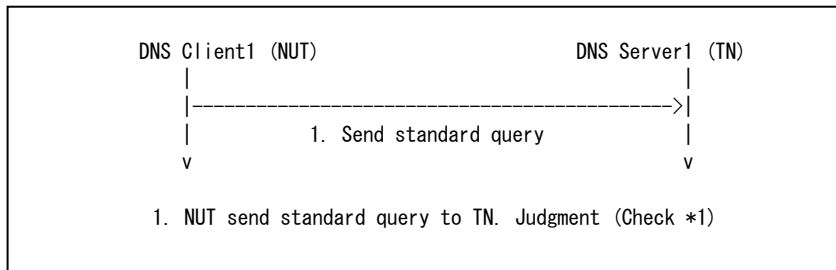 DNS Client1 (NUT) DNS Server1 (TN)
| |
|--------------------------------------------->|
| 1. Send standard query |
v v
1. NUT send standard query to TN. Judgment (Check *1)